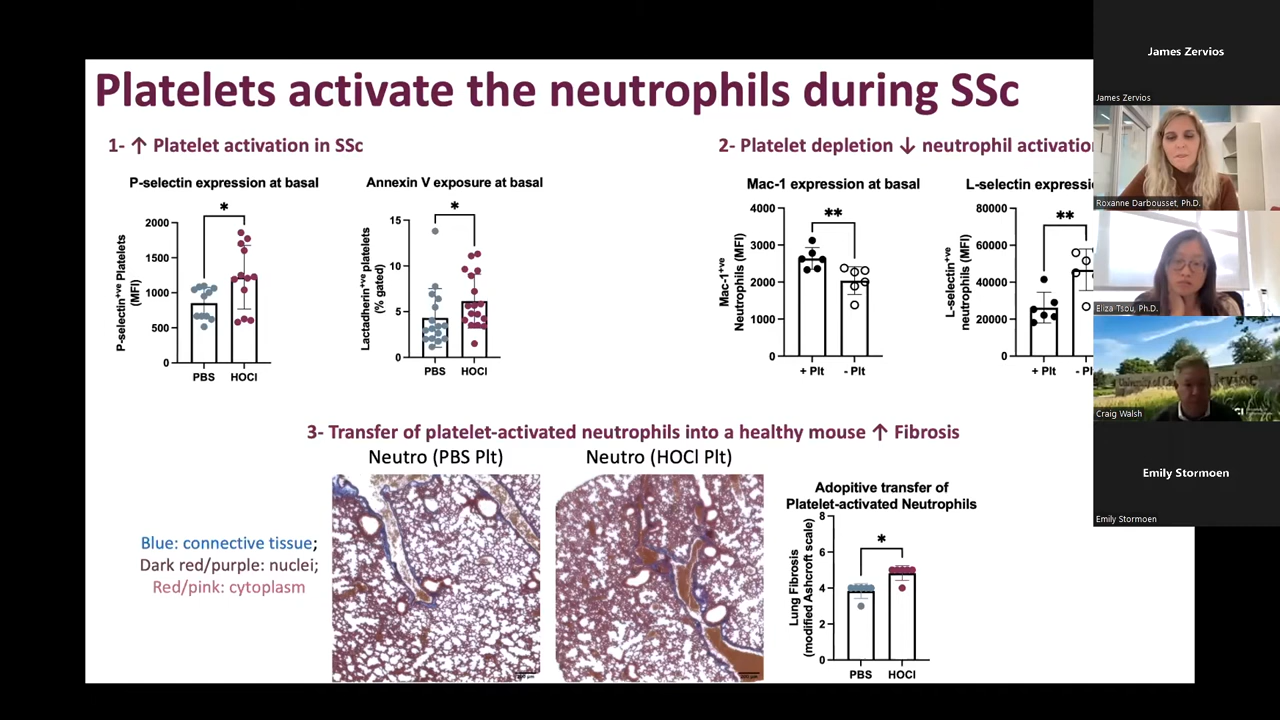 Platelets activate the neutrophils during SSc
1- ↑ Platelet activation in SSc
P-selectin expression at basal
P-selectin+ve Platelets
(MFI)
2000
1500
1000
500
0
*
PBS
HOCl
Annexin V exposure at basal
Lactadherin+ve platelets
(% gated)
15
10
5
0
*
PBS
HOCl
2- Platelet depletion ↓ neutrophil activation
Mac-1 expression at basal
Mac-1+ve
Neutrophils (MFI)
4000
3000
2000
1000
0
**
+ Plt
- Plt
L-selectin expressi
L-selectin+ve
neutrophils (MFI)
80000
60000
40000
20000
0
**
+ Plt
- Pl
3- Transfer of platelet-activated neutrophils into a healthy mouse ↑ Fibrosis
Neutro (PBS Plt)
Neutro (HOCl Plt)
Blue: connective tissue;
Dark red/purple: nuclei;
Red/pink: cytoplasm
Adopitive transfer of
Platelet-activated Neutrophils
Lung Fibrosis
(modified Ashcroft scale)
8
6
4
2
0
*
PBS
HOCl
James Zervios
James Zervios
Roxanne Darbousset, Ph.D.
Eliza Tsou, Ph.D.
Craig Walsh
Emily Stormoen
Emily Stormoen